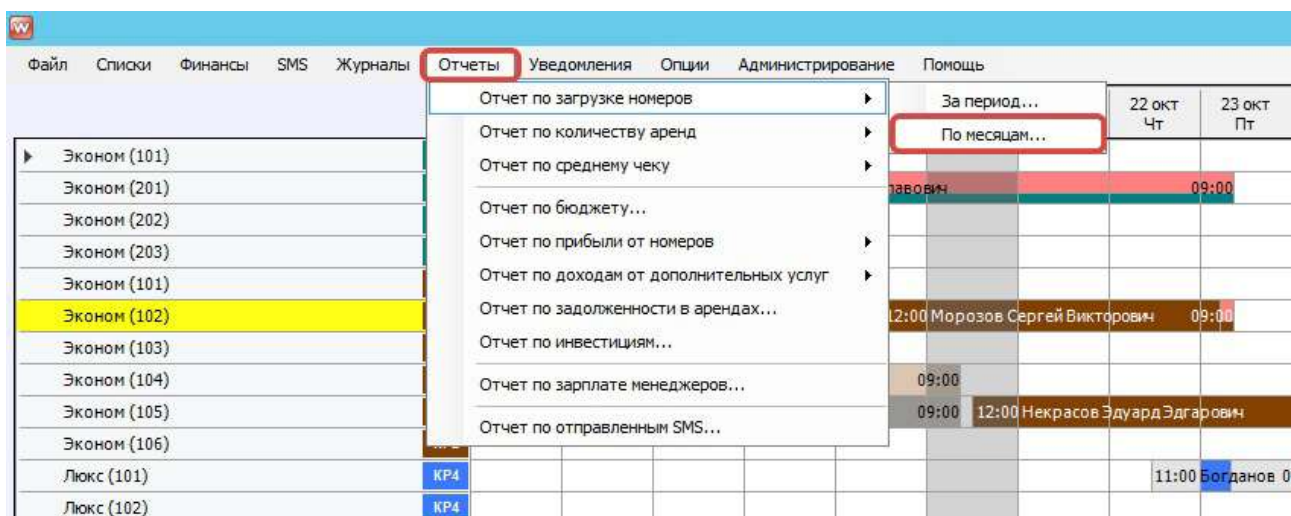 w
Файл Списки Финансы SMS Журналы Отчеты Уведомления Опции Администрирование Помощь
Отчет по загрузке номеров
За период...
22 окт 23 окт
Чт Пт
Отчет по количеству аренд
По месяцам...
Эконом (101)
Отчет по среднему чеку
Эконом (201)
09:00
Отчет по бюджету...
Эконом (202)
Отчет по прибыли от номеров
Эконом (203)
Отчет по доходам от дополнительных услуг
Эконом (101)
Отчет по задолженности в арендах...
Эконом (102)
12:00 Морозов Сергей Викторович 09:00
Отчет по инвестициям...
Эконом (103)
Отчет по зарплате менеджеров...
Эконом (104)
09:00
Эконом (105)
09:00 12:00 Некрасов Эдуард Эдгарович
Отчет по отправленным SMS...
Эконом (106)
Люкс (101) КР4 11:00 Богданов 0
Люкс (102) КР4